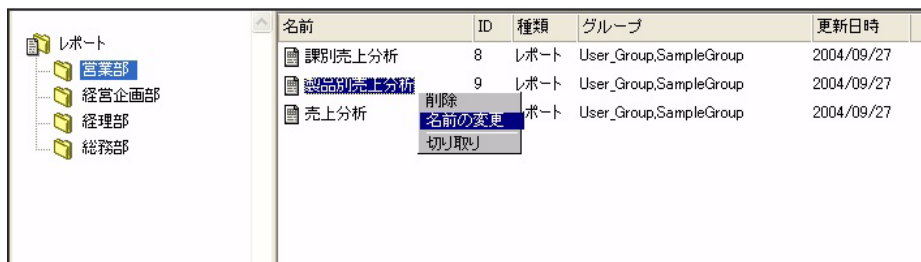 レポート
営業部
経営企画部
経理部
総務部
名前 ID 種類 グループ 更新日時
課別売上分析 8 レポート User_Group,SampleGroup 2004/09/27
製品別売上分析 9 レポート User_Group,SampleGroup 2004/09/27
売上分析 ポート User_Group,SampleGroup 2004/09/27
削除
名前の変更
切り取り